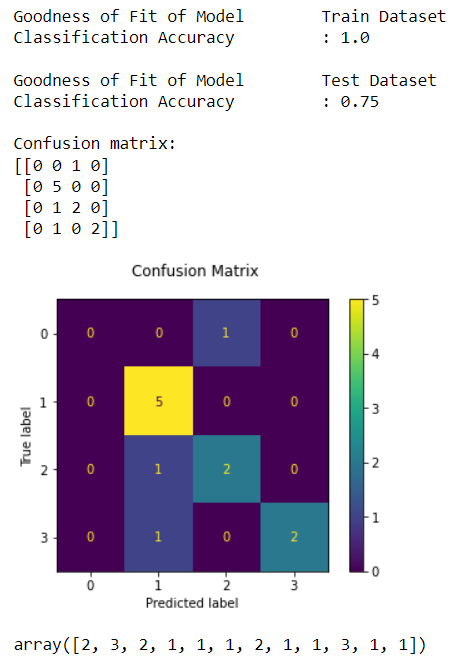 Goodness of Fit of Model Train Dataset
Classification Accuracy : 1.0
Goodness of Fit of Model Test Dataset
Classification Accuracy : 0.75
Confusion matrix:
[[0 0 1 0]
[0 5 0 0]
[0 1 2 0]
[0 1 0 2]]
Confusion Matrix
5
4
3
2
1
0
True label
0 0 0 1 0
1 0 5 0 0
2 0 1 2 0
3 0 1 0 2
0 1 2 3
Predicted label
array([2, 3, 2, 1, 1, 1, 2, 1, 1, 3, 1, 1])